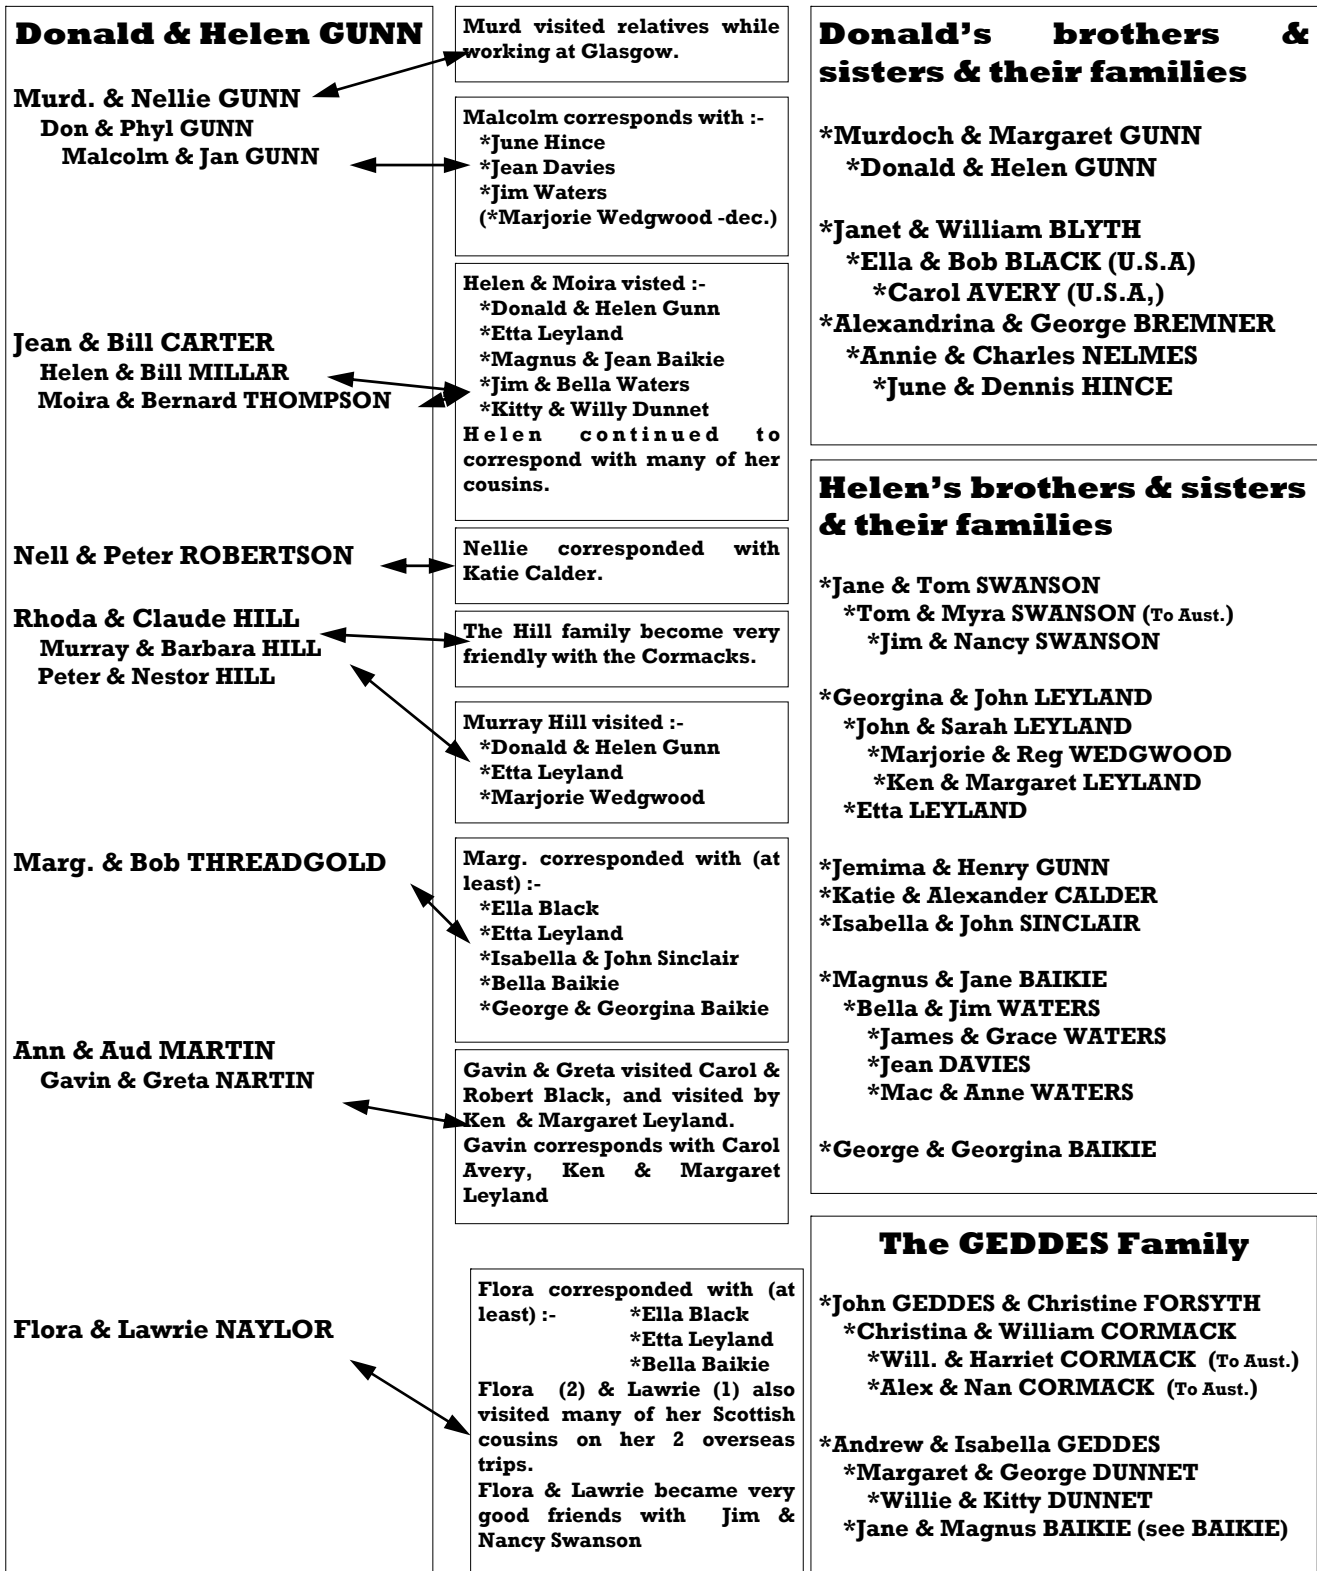 Donald & Helen GUNN
Murd. & Nellie GUNN
Don & Phyl GUNN
Malcolm & Jan GUNN
Jean & Bill CARTER
Helen & Bill MILLAR
Moira & Bernard THOMPSON
Nell & Peter ROBERTSON
Rhoda & Claude HILL
Murray & Barbara HILL
Peter & Nestor HILL
Marg. & Bob THREADGOLD
Ann & Aud MARTIN
Gavin & Greta NARTIN
Flora & Lawrie NAYLOR
Murd visited relatives while
working at Glasgow.
Malcolm corresponds with :-
*June Hince
*Jean Davies
*Jim Waters
(*Marjorie Wedgwood -dec.)
Helen & Moira visted :-
*Donald & Helen Gunn
*Etta Leyland
*Magnus & Jean Baikie
*Jim & Bella Waters
*Kitty & Willy Dunnet
Helen continued to
correspond with many of her
cousins.
Nellie corresponded with
Katie Calder.
The Hill family become very
friendly with the Cormacks.
Murray Hill visited :-
*Donald & Helen Gunn
*Etta Leyland
*Marjorie Wedgwood
Marg. corresponded with (at
least) :-
*Ella Black
*Etta Leyland
*Isabella & John Sinclair
*Bella Baikie
*George & Georgina Baikie
Gavin & Greta visited Carol &
Robert Black, and visited by
Ken & Margaret Leyland.
Gavin corresponds with Carol
Avery, Ken & Margaret
Leyland
Flora corresponded with (at
least) :- *Ella Black
*Etta Leyland
*Bella Baikie
Flora (2) & Lawrie (1) also
visited many of her Scottish
cousins on her 2 overseas
trips.
Flora & Lawrie became very
good friends with Jim &
Nancy Swanson
Donald's brothers &
sisters & their families
*Murdoch & Margaret GUNN
*Donald & Helen GUNN
*Janet & William BLYTH
*Ella & Bob BLACK (U.S.A)
*Carol AVERY (U.S.A,)
*Alexandrina & George BREMNER
*Annie & Charles NELMES
*June & Dennis HINCE
Helen's brothers & sisters
& their families
*Jane & Tom SWANSON
*Tom & Myra SWANSON (To Aust.)
*Jim & Nancy SWANSON
*Georgina & John LEYLAND
*John & Sarah LEYLAND
*Marjorie & Reg WEDGWOOD
*Ken & Margaret LEYLAND
*Etta LEYLAND
*Jemima & Henry GUNN
*Katie & Alexander CALDER
*Isabella & John SINCLAIR
*Magnus & Jane BAIKIE
*Bella & Jim WATERS
*James & Grace WATERS
*Jean DAVIES
*Mac & Anne WATERS
*George & Georgina BAIKIE
The GEDDES Family
*John GEDDES & Christine FORSYTH
*Christina & William CORMACK
*Will. & Harriet CORMACK (To Aust.)
*Alex & Nan CORMACK (To Aust.)
*Andrew & Isabella GEDDES
*Margaret & George DUNNET
*Willie & Kitty DUNNET
*Jane & Magnus BAIKIE (see BAIKIE)